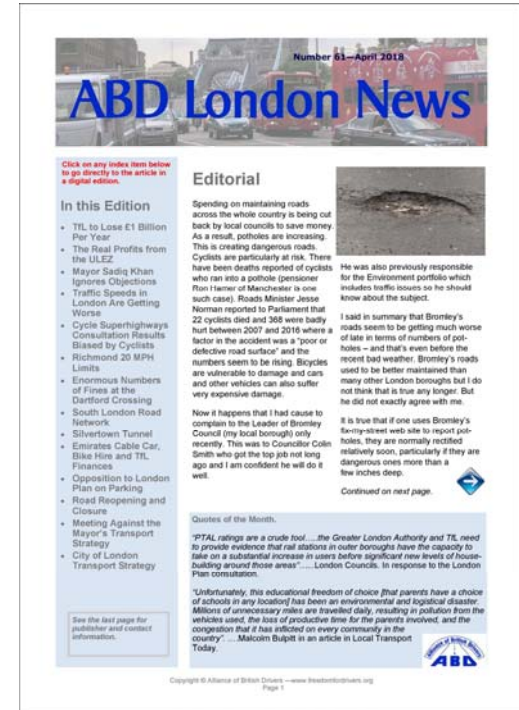 Number 61—April 2018
ABD London News
Click on any index item below
to go directly to the article in
a digital edition.
In this Edition
• TfL to Lose £1 Billion
Per Year
• The Real Profits from
the ULEZ
• Mayor Sadiq Khan
Ignores Objections
• Traffic Speeds in
London Are Getting
Worse
• Cycle Superhighways
Consultation Results
Biased by Cyclists
• Richmond 20 MPH
Limits
• Enormous Numbers
of Fines at the
Dartford Crossing
• South London Road
Network
• Silvertown Tunnel
• Emirates Cable Car,
Bike Hire and TfL
Finances
• Opposition to London
Plan on Parking
• Road Reopening and
Closure
• Meeting Against the
Mayor's Transport
Strategy
• City of London
Transport Strategy
See the last page for
publisher and contact
information.
Editorial
Spending on maintaining roads
across the whole country is being cut
back by local councils to save money.
As a result, potholes are increasing.
This is creating dangerous roads.
Cyclists are particularly at risk. There
have been deaths reported of cyclists
who ran into a pothole (pensioner
Ron Hamer of Manchester is one
such case). Roads Minister Jesse
Norman reported to Parliament that
22 cyclists died and 368 were badly
hurt between 2007 and 2016 where a
factor in the accident was a "poor or
defective road surface" and the
numbers seem to be rising. Bicycles
are vulnerable to damage and cars
and other vehicles can also suffer
very expensive damage.
Now it happens that I had cause to
complain to the Leader of Bromley
Council (my local borough) only
recently. This was to Councillor Colin
Smith who got the top job not long
ago and I am confident he will do it
well.
He was also previously responsible
for the Environment portfolio which
includes traffic issues so he should
know about the subject.
I said in summary that Bromley's
roads seem to be getting much worse
of late in terms of numbers of pot-
holes – and that's even before the
recent bad weather. Bromley's roads
used to be better maintained than
many other London boroughs but I do
not think that is true any longer. But
he did not exactly agree with me.
It is true that if one uses Bromley's
fix-my-street web site to report pot-
holes, they are normally rectified
relatively soon, particularly if they are
dangerous ones more than a
few inches deep.
Continued on next page.
Quotes of the Month.
"PTAL ratings are a crude tool.....the Greater London Authority and TfL need
to provide evidence that rail stations in outer boroughs have the capacity to
take on a substantial increase in users before significant new levels of house-
building around those areas"......London Councils. In response to the London
Plan consultation.
"Unfortunately, this educational freedom of choice [that parents have a choice
of schools in any location] has been an environmental and logistical disaster.
Millions of unnecessary miles are travelled daily, resulting in pollution from the
vehicles used, the loss of productive time for the parents involved, and the
congestion that it has inflicted on every community in the
country". ....Malcolm Bulpitt in an article in Local Transport
Today.
Alliance of British Drivers
ABD
Copyright © Alliance of British Drivers —www.freedomfordrivers.org
Page 1